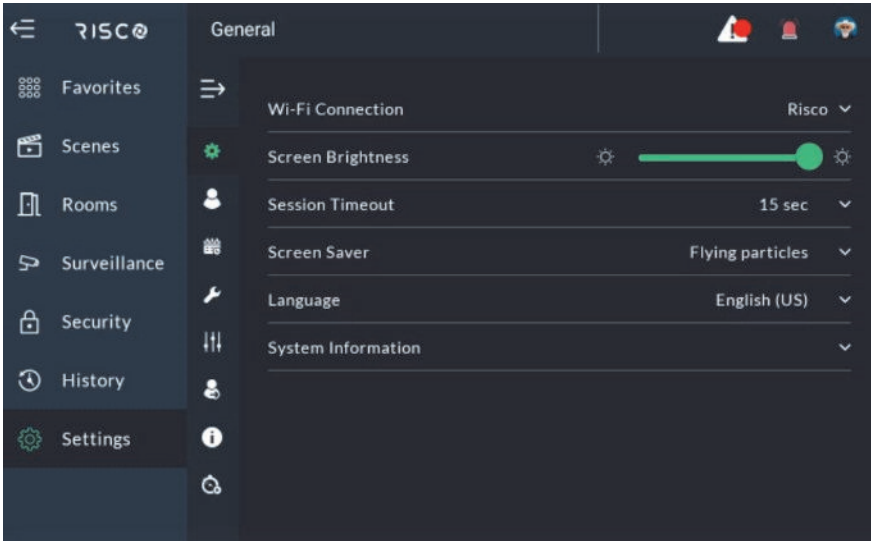 RISCO
General
Favorites
Scenes
Rooms
Surveillance
Security
History
Settings
Wi-Fi Connection Risco
Screen Brightness
Session Timeout 15 sec
Screen Saver Flying particles
Language English (US)
System Information